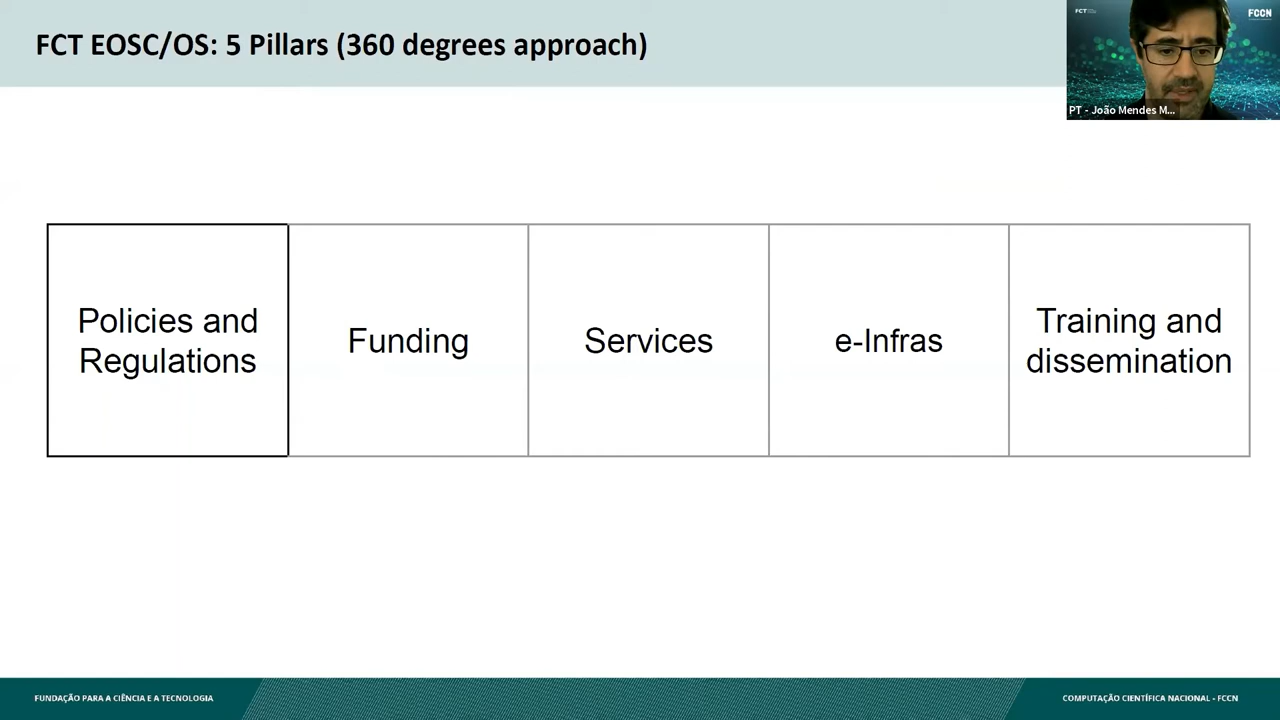 FCT EOSC/OS: 5 Pillars (360 degrees approach)
FCT
FCCN
PT - João Mendes M...
Policies and
Regulations
Funding
Services
e-Infras
Training and
dissemination
FUNDAÇÃO PARA A CIÊNCIA E A TECNOLOGIA
COMPUTAÇÃO CIENTÍFICA NACIONAL - FCCN